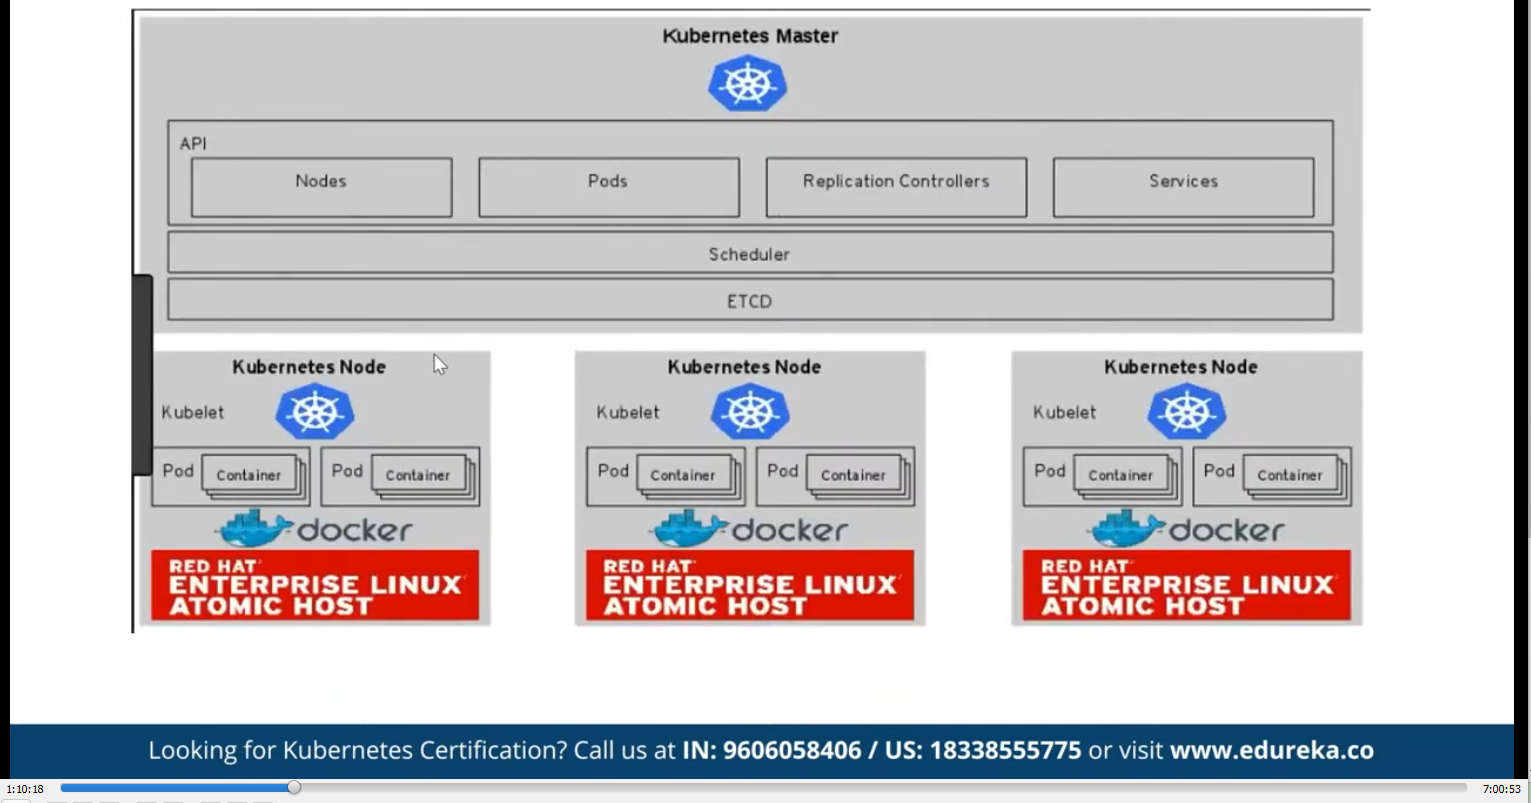 Kubernetes Master
API
Nodes Pods Replication Controllers Services
Scheduler
ETCD
Kubernetes Node
Kubelet
Pod Container Pod Container
docker
RED HAT
ENTERPRISE LINUX
ATOMIC HOST
Kubernetes Node
Kubelet
Pod Container Pod Container
docker
RED HAT
ENTERPRISE LINUX
ATOMIC HOST
Kubernetes Node
Kubelet
Pod Container Pod Container
docker
RED HAT
ENTERPRISE LINUX
ATOMIC HOST
Looking for Kubernetes Certification? Call us at IN: 9606058406 / US: 18338555775 or visit www.edureka.co
1:10:18 7:00:53